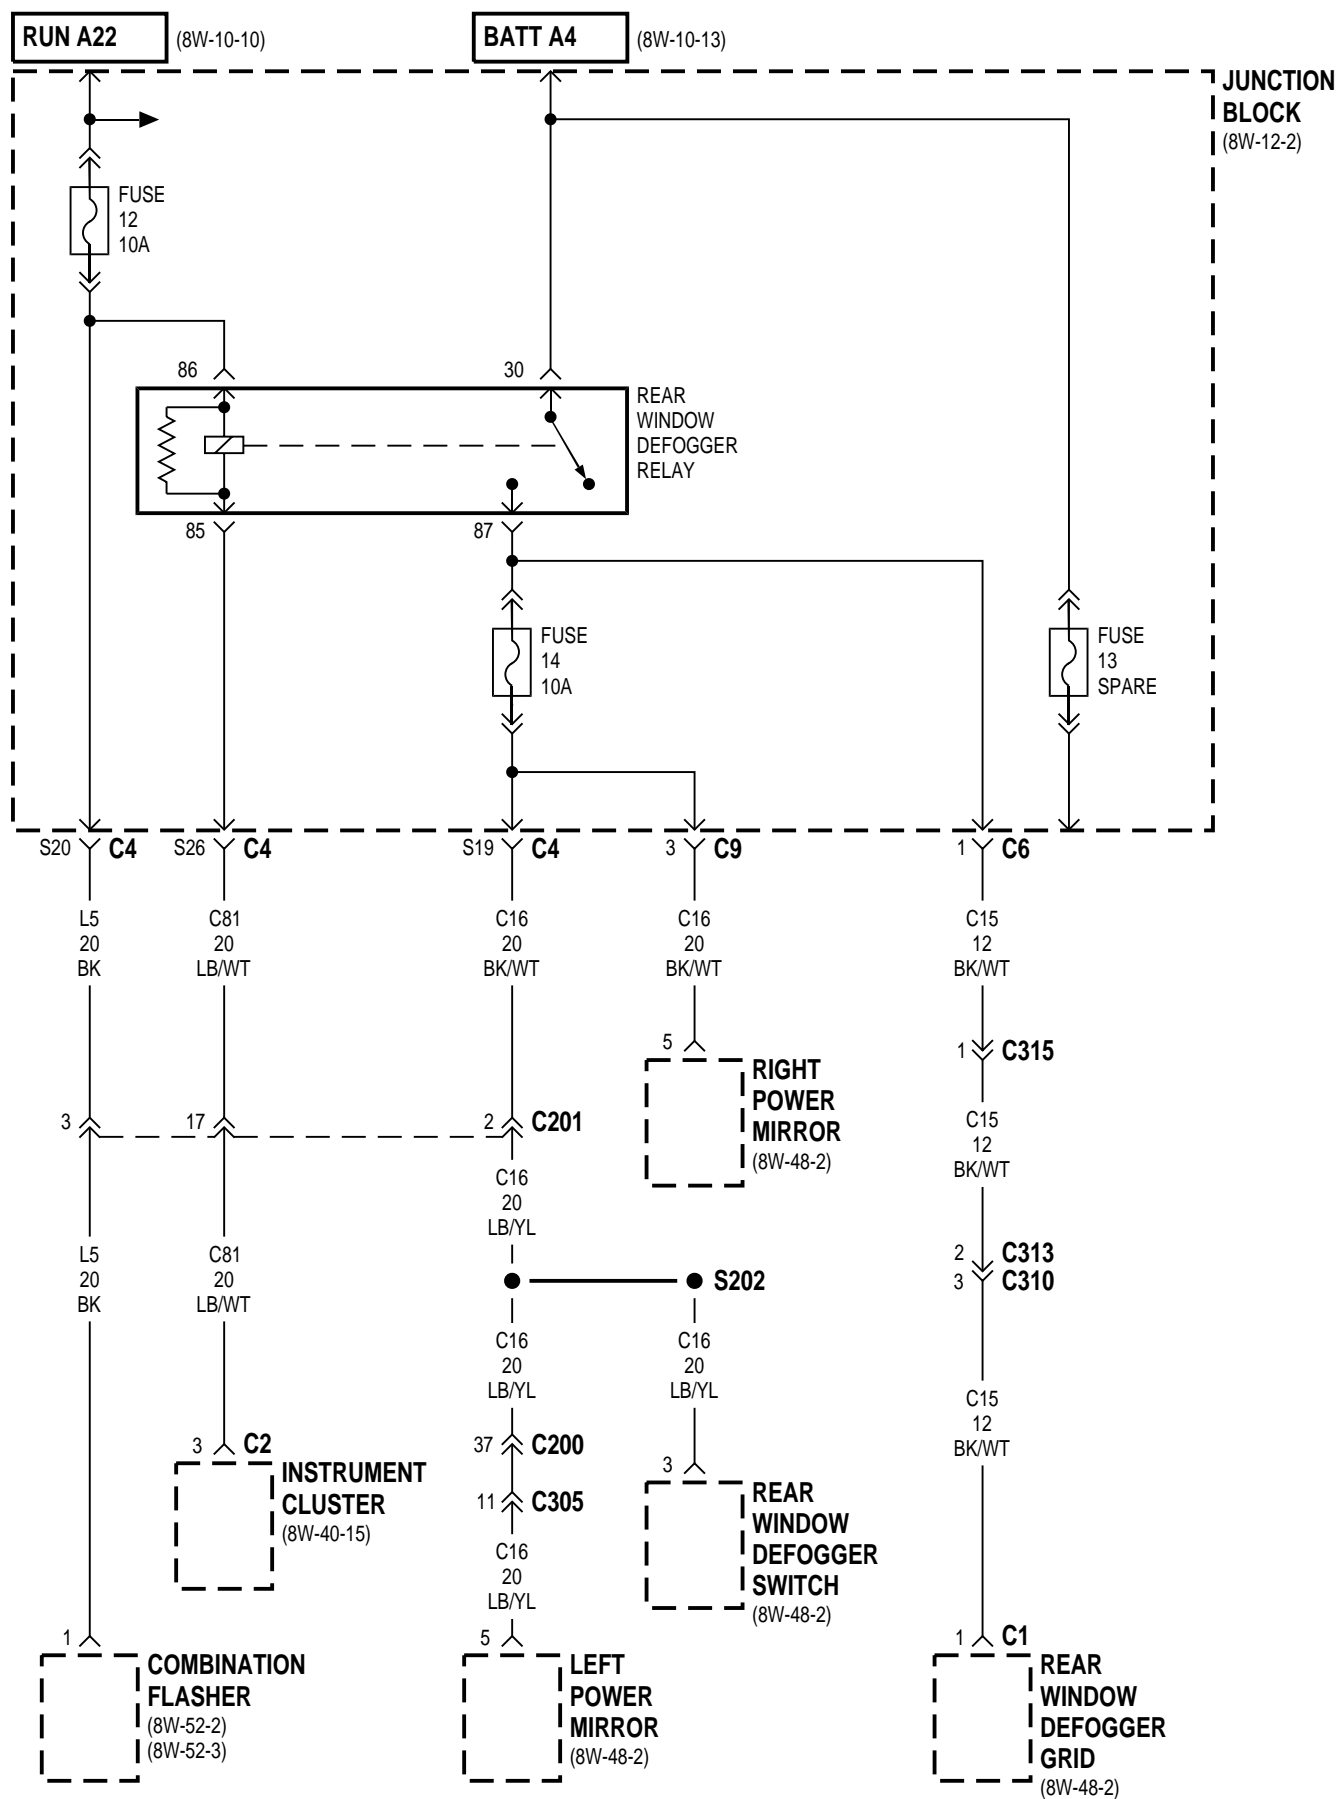 RUN A22
(8W-10-10)
BATT A4
(8W-10-13)
JUNCTION
BLOCK
(8W-12-2)
FUSE
12
10A
86
30
REAR
WINDOW
DEFOGGER
RELAY
85
87
FUSE
14
10A
FUSE
13
SPARE
S20
C4
S26
C4
S19
C4
3
C9
1
C6
L5
20
BK
C81
20
LB/WT
C16
20
BK/WT
C16
20
BK/WT
C15
12
BK/WT
5
RIGHT
POWER
MIRROR
(8W-48-2)
1
C315
3
17
2
C201
C15
12
BK/WT
C16
20
LB/YL
L5
20
BK
C81
20
LB/WT
2
C313
3
C310
S202
C16
20
LB/YL
C16
20
LB/YL
C15
12
BK/WT
3
C2
INSTRUMENT
CLUSTER
(8W-40-15)
37
C200
11
C305
3
REAR
WINDOW
DEFOGGER
SWITCH
(8W-48-2)
C16
20
LB/YL
1
COMBINATION
FLASHER
(8W-52-2)
(8W-52-3)
5
LEFT
POWER
MIRROR
(8W-48-2)
1
C1
REAR
WINDOW
DEFOGGER
GRID
(8W-48-2)